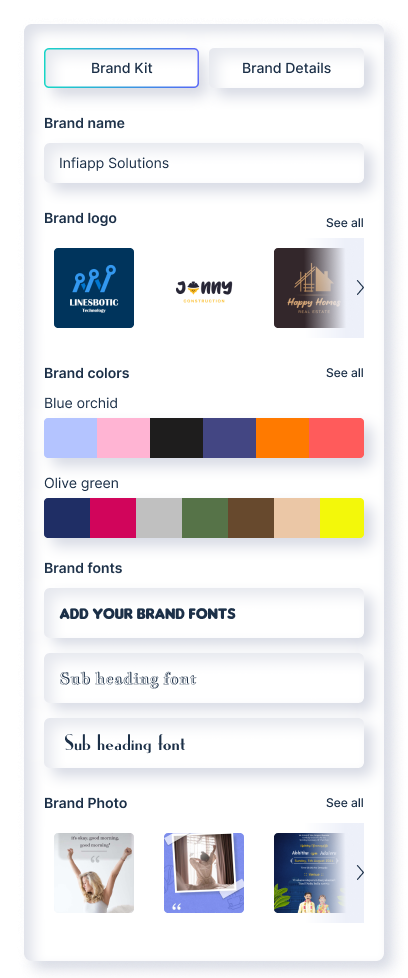 Brand Kit
Brand Details
Brand name
Infiapp Solutions
Brand logo
See all
LINESBOTIC
Technology
JONNY
CONSTRUCTION
Happy Home
REAL ESTATE
Brand colors
See all
Blue orchid
Olive green
Brand fonts
ADD YOUR BRAND FONTS
Sub heading font
Sub heading font
Brand Photo
See all
It's okay, good morning,
good morning?
Abhitha